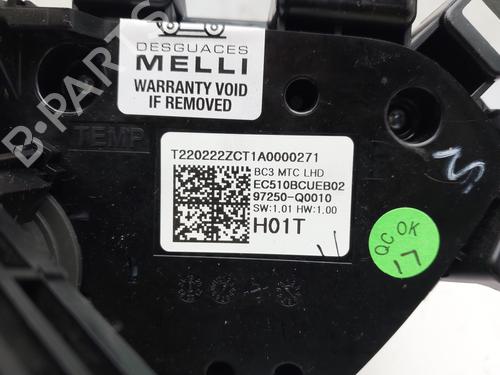 DESGUACES
MELLI
WARRANTY VOID
IF REMOVED
B-PARTS
TEMP
T220222ZCT1A0000271
BC3 MTC LHD
EC510BCUEB02
97250-Q0010
SW:1.01 HW:1.00
H01T
QC OK
17